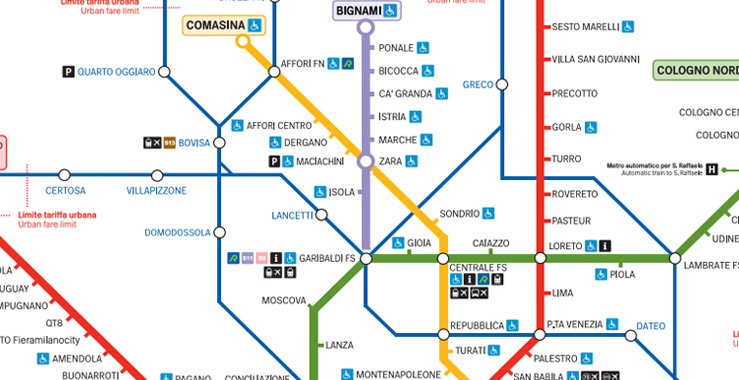 Limite tariffa urbana
Urban fare limit
Urban fare limit
BIGNAMI
COMASINA
SESTO MARELLI
PONALE
VILLA SAN GIOVANNI
AFFORI FN
P QUARTO OGGIARO
BICOCCA
COLOGNO NORD
GRECO
CA' GRANDA
PRECOTTO
COLOGNO CEN
ISTRIA
AFFORI CENTRO
GORLA
COLOGNO
S13 BOVISA
DERGANO
MARCHE
P MACIACHINI
ZARA
TURRO
Metro automatico per S. Raffaele
Automatic train to S. Raffaele
H
CERTOSA
VILLAPIZZONE
ISOLA
ROVERETO
Limite tariffa urbana
Urban fare limit
LANCETTI
SONDRIO
PASTEUR
DOMODOSSOLA
UDINE
GIOIA
CAIAZZO
LORETO
GARIBALDI FS
CENTRALE FS
PIOLA
LAMBRATE FS
UGUAY
LIMA
MOSCOVA
MPUGNANO
QT8
REPUBBLICA
P.TA VENEZIA
DATEO
TO Fieramilanocity
LANZA
TURATI
PALESTRO
AMENDOLA
BUONARROTI
PAGANO
CONCILIAZIONE
MONTENAPOLEONE
SAN BABILA